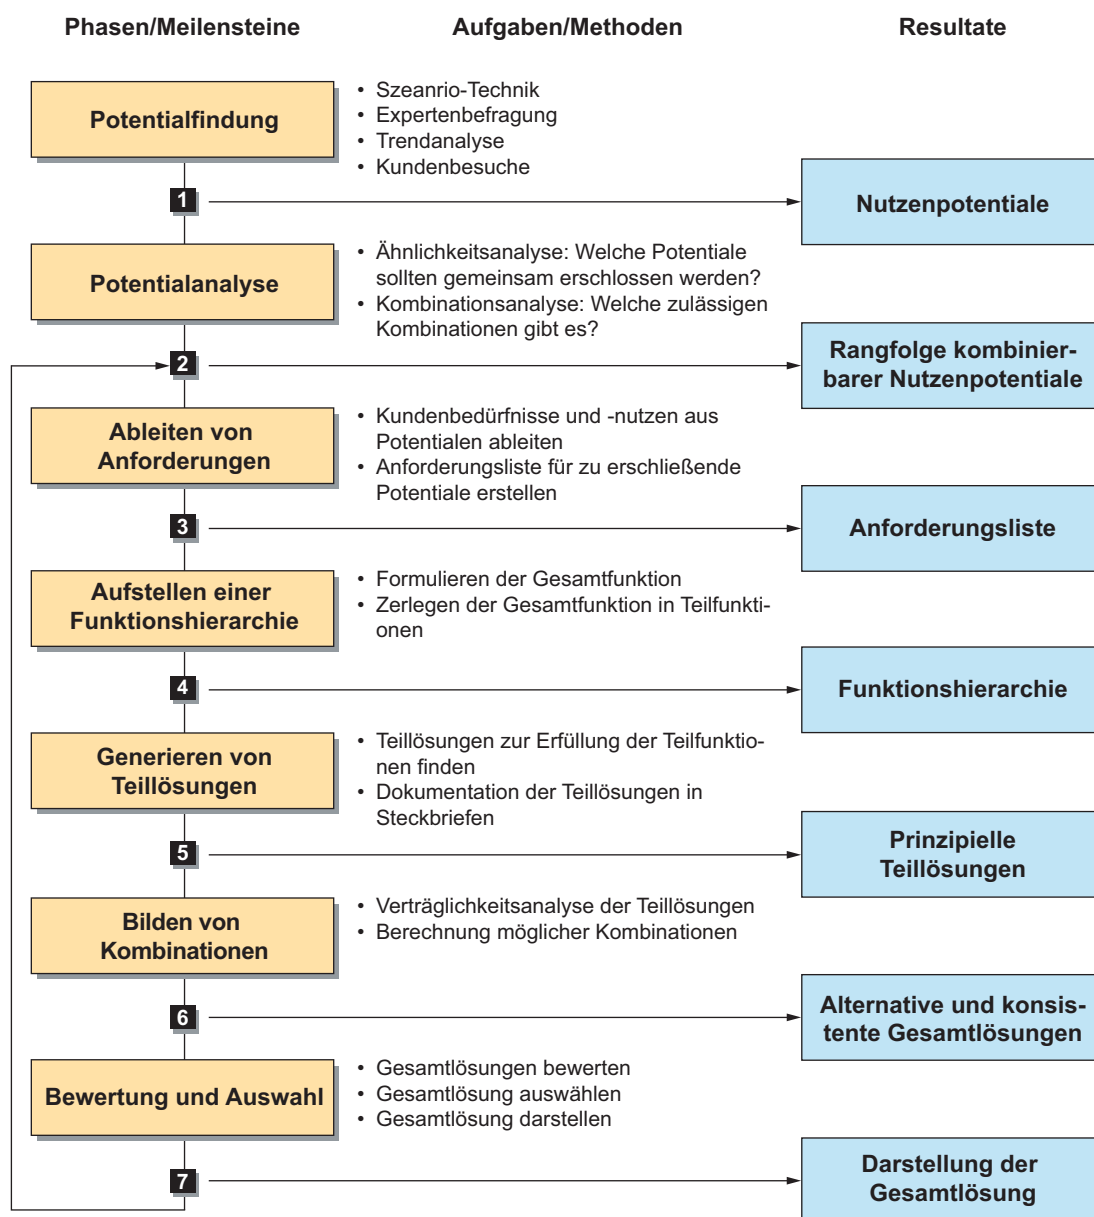 Phasen/Meilensteine
Aufgaben/Methoden
Resultate
Potentialfindung
• Szeanrio-Technik
• Expertenbefragung
• Trendanalyse
• Kundenbesuche
1
Nutzenpotentiale
Potentialanalyse
• Ähnlichkeitsanalyse: Welche Potentiale
sollten gemeinsam erschlossen werden?
• Kombinationsanalyse: Welche zulässigen
Kombinationen gibt es?
2
Rangfolge kombinier-
barer Nutzenpotentiale
Ableiten von
Anforderungen
• Kundenbedürfnisse und -nutzen aus
Potentialen ableiten
• Anforderungsliste für zu erschließende
Potentiale erstellen
3
Anforderungsliste
Aufstellen einer
Funktionshierarchie
• Formulieren der Gesamtfunktion
• Zerlegen der Gesamtfunktion in Teilfunkti-
onen
4
Funktionshierarchie
Generieren von
Teillösungen
• Teillösungen zur Erfüllung der Teilfunktio-
nen finden
• Dokumentation der Teillösungen in
Steckbriefen
5
Prinzipielle
Teillösungen
Bilden von
Kombinationen
• Verträglichkeitsanalyse der Teillösungen
• Berechnung möglicher Kombinationen
6
Alternative und konsis-
tente Gesamtlösungen
Bewertung und Auswahl
• Gesamtlösungen bewerten
• Gesamtlösung auswählen
• Gesamtlösung darstellen
7
Darstellung der
Gesamtlösung